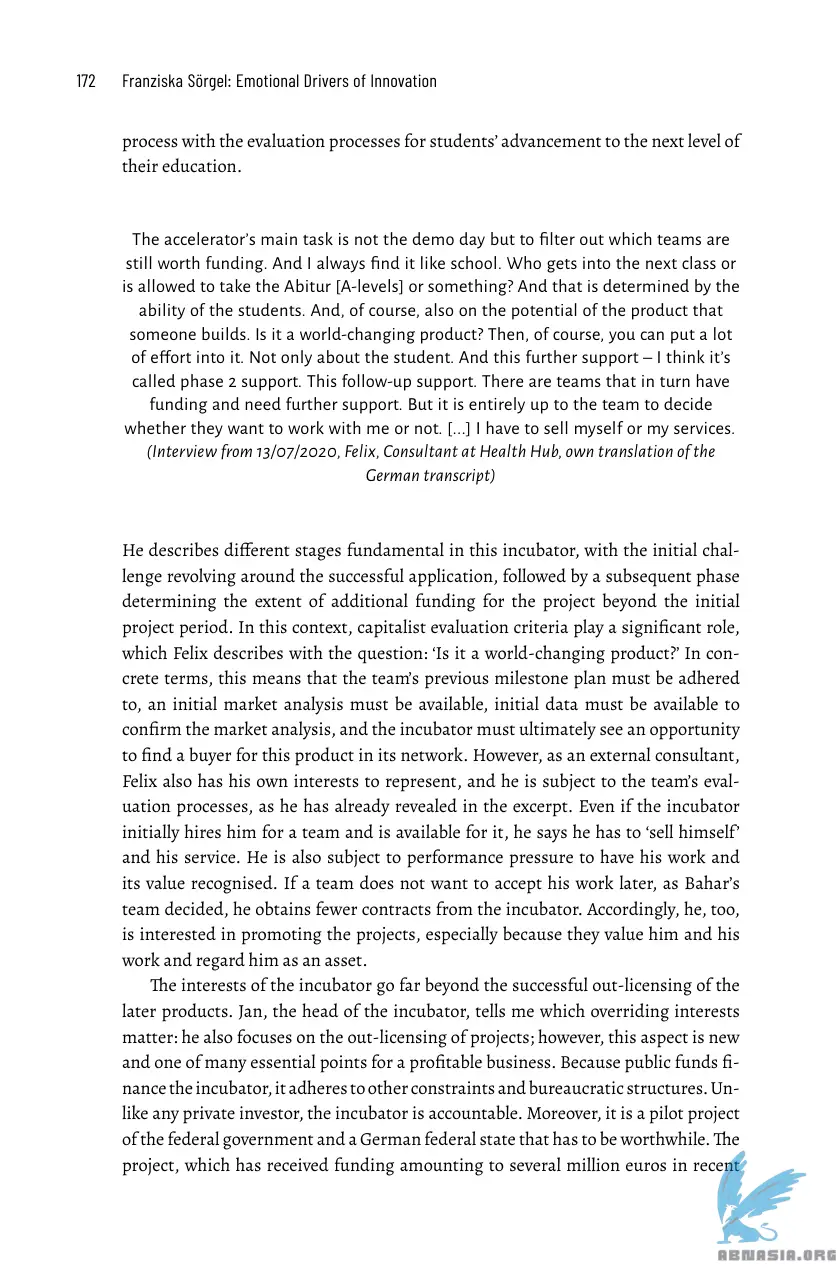 172 Franziska Sörgel: Emotional Drivers of Innovation
process with the evaluation processes for students’ advancement to the next level of
their education.
The accelerator’s main task is not the demo day but to filter out which teams are
still worth funding. And I always find it like school. Who gets into the next class or
is allowed to take the Abitur [A-levels] or something? And that is determined by the
ability of the students. And, of course, also on the potential of the product that
someone builds. Is it a world-changing product? Then, of course, you can put a lot
of effort into it. Not only about the student. And this further support – I think it’s
called phase 2 support. This follow-up support. There are teams that in turn have
funding and need further support. But it is entirely up to the team to decide
whether they want to work with me or not. [...] I have to sell myself or my services.
(Interview from 13/07/2020, Felix, Consultant at Health Hub, own translation of the
German transcript)
He describes different stages fundamental in this incubator, with the initial chal-
lenge revolving around the successful application, followed by a subsequent phase
determining the extent of additional funding for the project beyond the initial
project period. In this context, capitalist evaluation criteria play a significant role,
which Felix describes with the question: ‘Is it a world-changing product?’ In con-
crete terms, this means that the team’s previous milestone plan must be adhered
to, an initial market analysis must be available, initial data must be available to
confirm the market analysis, and the incubator must ultimately see an opportunity
to find a buyer for this product in its network. However, as an external consultant,
Felix also has his own interests to represent, and he is subject to the team’s eval-
uation processes, as he has already revealed in the excerpt. Even if the incubator
initially hires him for a team and is available for it, he says he has to ‘sell himself’
and his service. He is also subject to performance pressure to have his work and
its value recognised. If a team does not want to accept his work later, as Bahar’s
team decided, he obtains fewer contracts from the incubator. Accordingly, he, too,
is interested in promoting the projects, especially because they value him and his
work and regard him as an asset.
The interests of the incubator go far beyond the successful out-licensing of the
later products. Jan, the head of the incubator, tells me which overriding interests
matter: he also focuses on the out-licensing of projects; however, this aspect is new
and one of many essential points for a profitable business. Because public funds fi-
nance the incubator, it adheres to other constraints and bureaucratic structures. Un-
like any private investor, the incubator is accountable. Moreover, it is a pilot project
of the federal government and a German federal state that has to be worthwhile. The
project, which has received funding amounting to several million euros in recent
ABNASIA.ORG